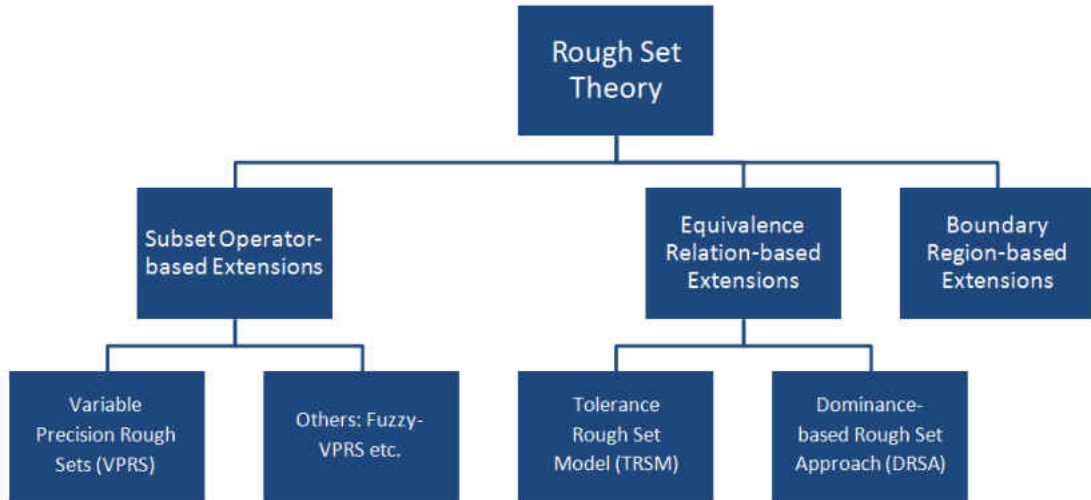 Rough Set
Theory
Subset Operator-
based Extensions
Equivalence
Relation-based
Extensions
Boundary
Region-based
Extensions
Variable
Precision Rough
Sets (VPRS)
Others: Fuzzy-
VPRS etc.
Tolerance
Rough Set
Model (TRSM)
Dominance-
based Rough Set
Approach (DRSA)